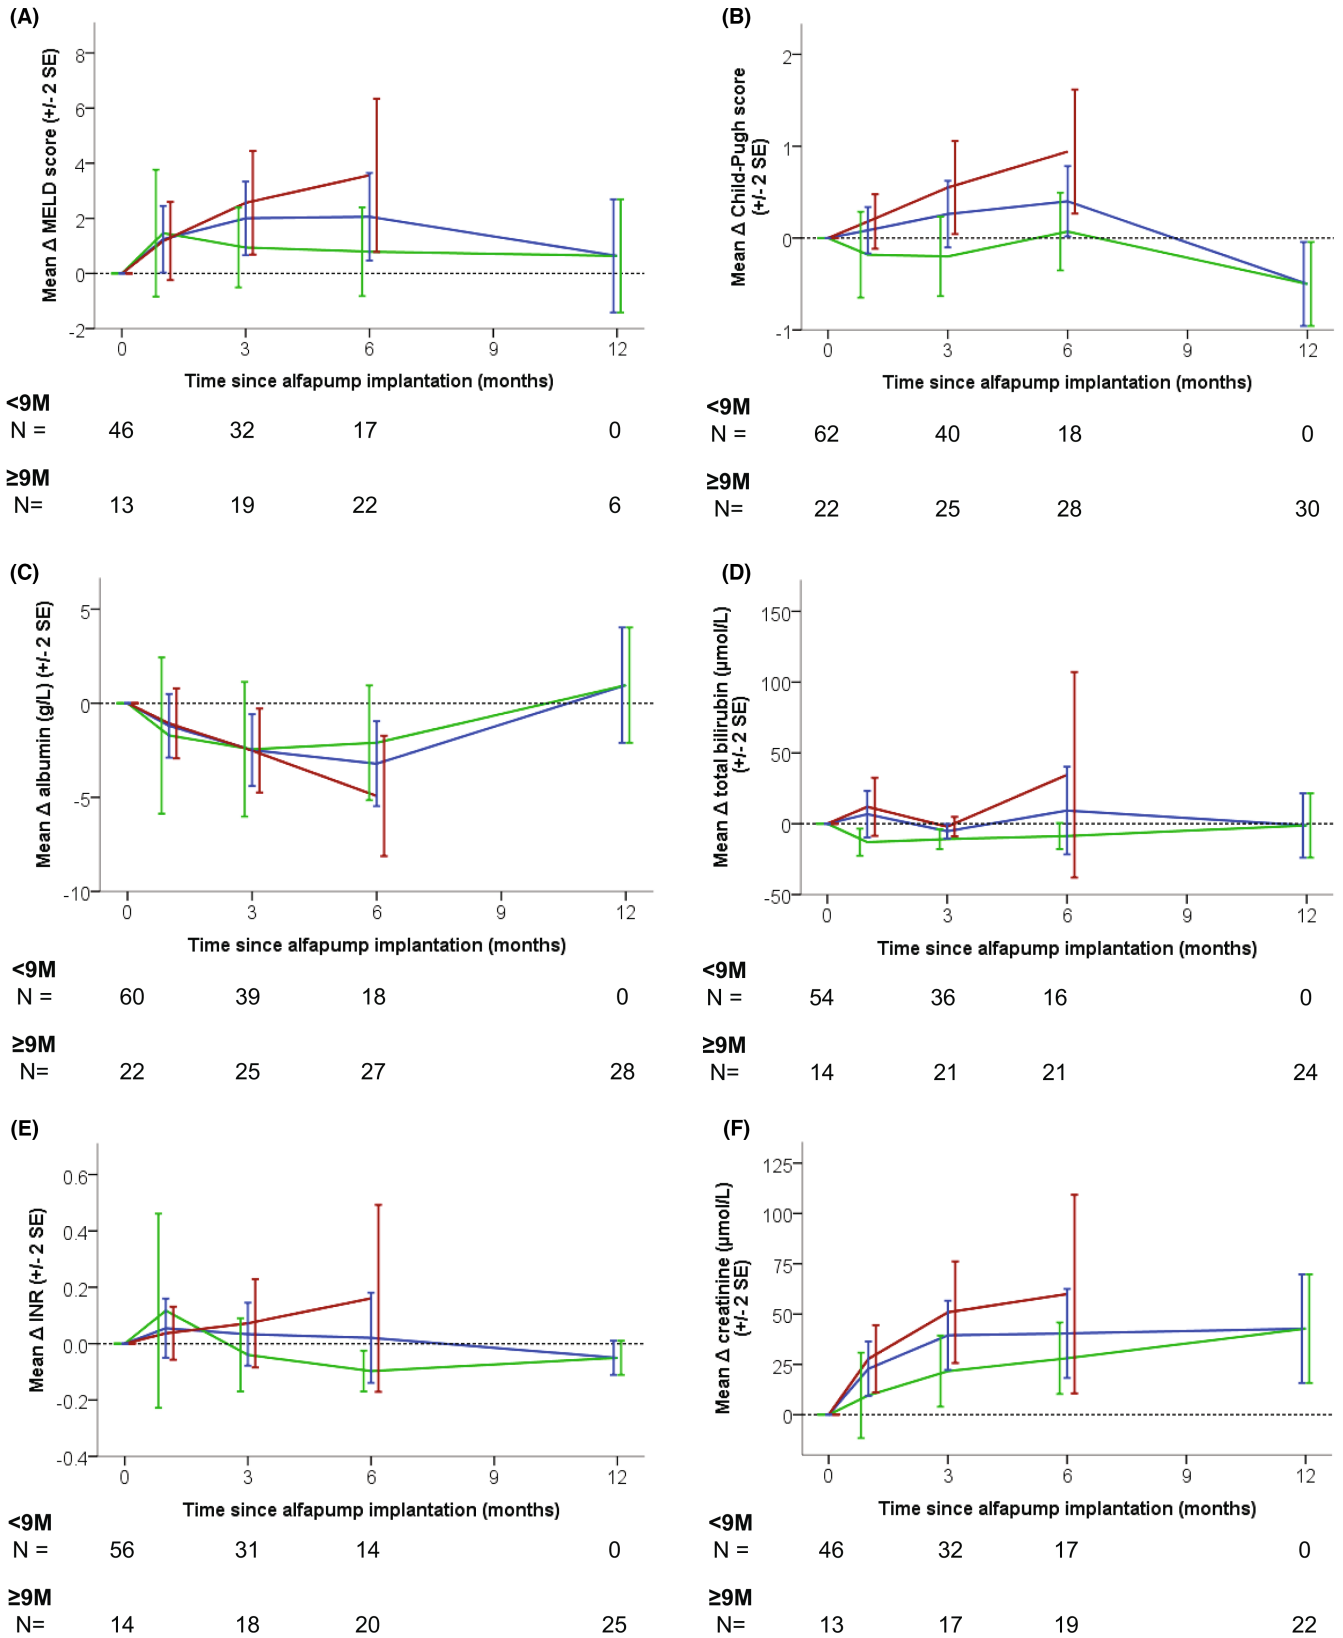 (A)
Mean Δ MELD score (+/- 2 SE)
8
6
4
2
0
-2
0 3 6 9 12
Time since alfapump implantation (months)
<9M
N = 46 32 17 0
≥9M
N= 13 19 22 6
(B)
Mean Δ Child-Pugh score
(+/- 2 SE)
2
1
0
-1
0 3 6 9 12
Time since alfapump implantation (months)
<9M
N = 62 40 18 0
≥9M
N= 22 25 28 30
(C)
Mean Δ albumin (g/L) (+/- 2 SE)
5
0
-5
-10
0 3 6 9 12
Time since alfapump implantation (months)
<9M
N = 60 39 18 0
≥9M
N= 22 25 27 28
(D)
Mean Δ total bilirubin (µmol/L)
(+/- 2 SE)
150
100
50
0
-50
0 3 6 9 12
Time since alfapump implantation (months)
<9M
N = 54 36 16 0
≥9M
N= 14 21 21 24
(E)
Mean Δ INR (+/- 2 SE)
0.6
0.4
0.2
0.0
-0.2
-0.4
0 3 6 9 12
Time since alfapump implantation (months)
<9M
N = 56 31 14 0
≥9M
N= 14 18 20 25
(F)
Mean Δ creatinine (µmol/L)
(+/- 2 SE)
125
100
75
50
25
0
0 3 6 9 12
Time since alfapump implantation (months)
<9M
N = 46 32 17 0
≥9M
N= 13 17 19 22